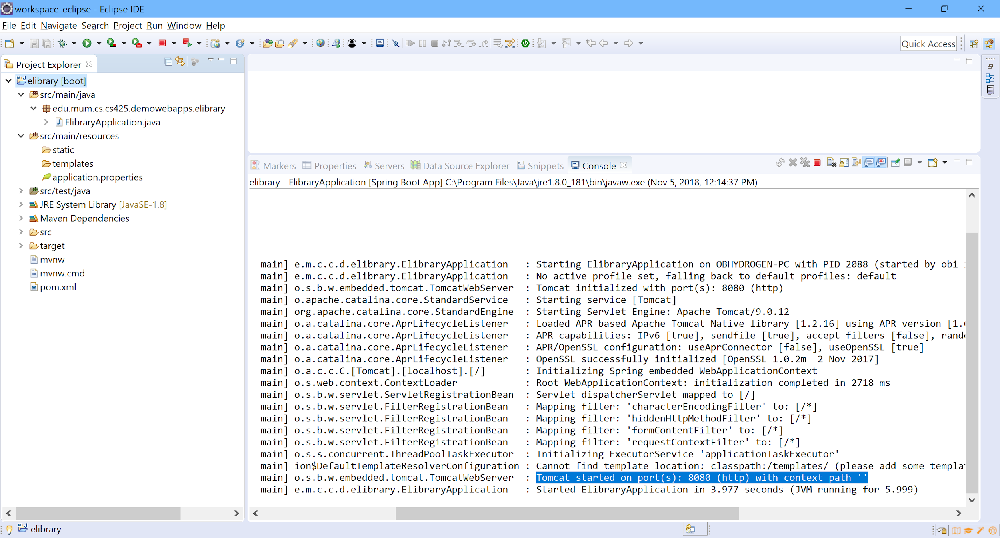 workspace-eclipse - Eclipse IDE
File Edit Navigate Search Project Run Window Help
Quick Access
Project Explorer
elibrary [boot]
src/main/java
edu.mum.cs.cs425.demowebapps.elibrary
ElibraryApplication.java
src/main/resources
static
templates
application.properties
src/test/java
JRE System Library [JavaSE-1.8]
Maven Dependencies
src
target
mvnw
mvnw.cmd
pom.xml
Markers Properties Servers Data Source Explorer Snippets Console
elibrary - ElibraryApplication [Spring Boot App] C:\Program Files\Java\jre1.8.0_181\bin\javaw.exe (Nov 5, 2018, 12:14:37 PM)
main] e.m.c.c.d.elibrary.ElibraryApplication : Starting ElibraryApplication on OBHYDROGEN-PC with PID 2088 (started by obi
main] e.m.c.c.d.elibrary.ElibraryApplication : No active profile set, falling back to default profiles: default
main] o.s.b.w.embedded.tomcat.TomcatWebServer : Tomcat initialized with port(s): 8080 (http)
main] o.apache.catalina.core.StandardService : Starting service [Tomcat]
main] org.apache.catalina.core.StandardEngine : Starting Servlet Engine: Apache Tomcat/9.0.12
main] o.a.catalina.core.AprLifecycleListener : Loaded APR based Apache Tomcat Native library [1.2.16] using APR version [1.
main] o.a.catalina.core.AprLifecycleListener : APR capabilities: IPv6 [true], sendfile [true], accept filters [false], rand
main] o.a.catalina.core.AprLifecycleListener : APR/OpenSSL configuration: useAprConnector [false], useOpenSSL [true]
main] o.a.catalina.core.AprLifecycleListener : OpenSSL successfully initialized [OpenSSL 1.0.2m  2 Nov 2017]
main] o.a.c.c.C.[Tomcat].[localhost].[/] : Initializing Spring embedded WebApplicationContext
main] o.s.web.context.ContextLoader : Root WebApplicationContext: initialization completed in 2718 ms
main] o.s.b.w.servlet.ServletRegistrationBean : Servlet dispatcherServlet mapped to [/]
main] o.s.b.w.servlet.FilterRegistrationBean : Mapping filter: 'characterEncodingFilter' to: [/*]
main] o.s.b.w.servlet.FilterRegistrationBean : Mapping filter: 'hiddenHttpMethodFilter' to: [/*]
main] o.s.b.w.servlet.FilterRegistrationBean : Mapping filter: 'formContentFilter' to: [/*]
main] o.s.b.w.servlet.FilterRegistrationBean : Mapping filter: 'requestContextFilter' to: [/*]
main] o.s.s.concurrent.ThreadPoolTaskExecutor : Initializing ExecutorService 'applicationTaskExecutor'
main] ion$DefaultTemplateResolverConfiguration : Cannot find template location: classpath:/templates/ (please add some templa
main] o.s.b.w.embedded.tomcat.TomcatWebServer : Tomcat started on port(s): 8080 (http) with context path ''
main] e.m.c.c.d.elibrary.ElibraryApplication : Started ElibraryApplication in 3.977 seconds (JVM running for 5.999)
elibrary